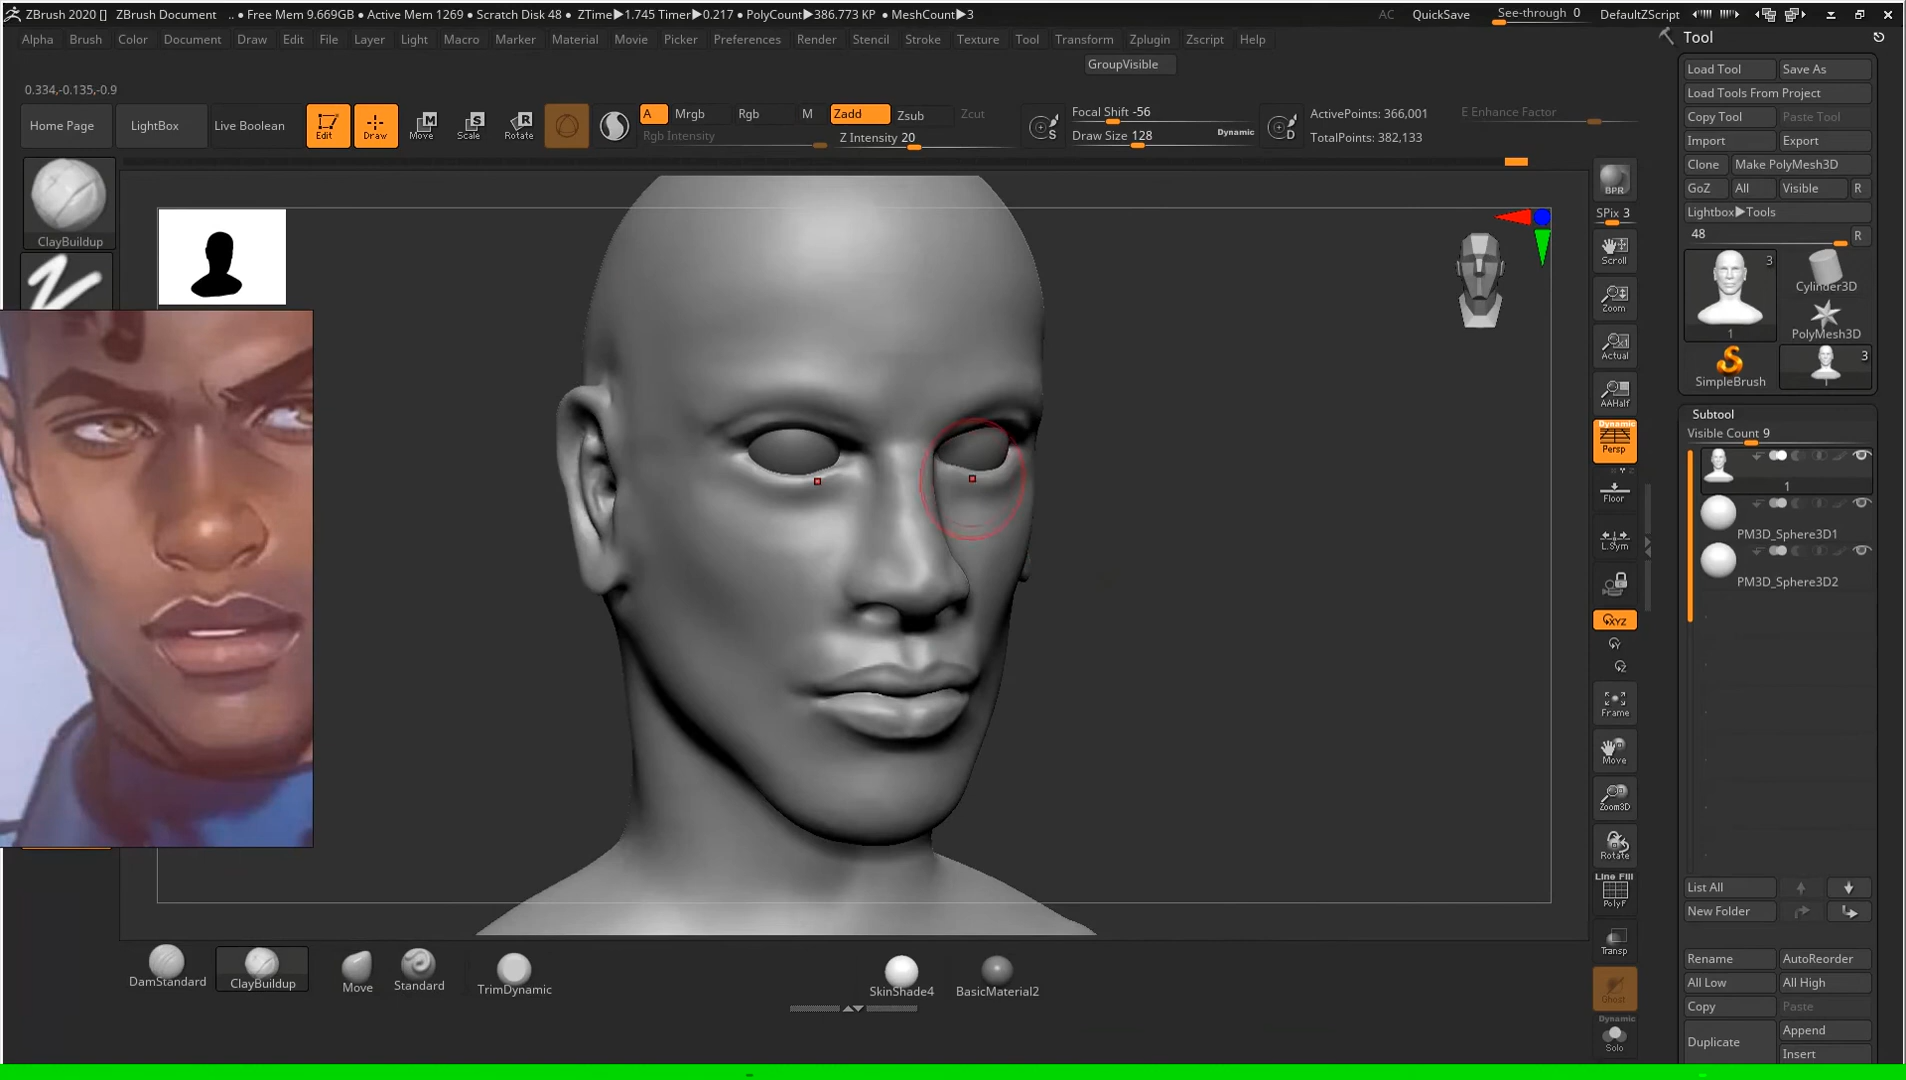 ZBrush 2020 [] ZBrush Document .. • Free Mem 9.669GB • Active Mem 1269 • Scratch Disk 48 • ZTime▶1.745 Timer▶0.217 • PolyCount▶386.773 KP • MeshCount▶3 AC QuickSave See-through 0 DefaultZScript
Alpha Brush Color Document Draw Edit File Layer Light Macro Marker Material Movie Picker Preferences Render Stencil Stroke Texture Tool Transform Zplugin Zscript Help
Tool
GroupVisible
0.334,-0.135,-0.9
Home Page LightBox Live Boolean
Edit Draw Move Scale Rotate
M S R
A Mrgb Rgb M Zadd Zsub Zcut
Rgb Intensity Z Intensity 20
S
Focal Shift -56
Draw Size 128 Dynamic
D
ActivePoints: 366,001
TotalPoints: 382,133
E Enhance Factor
Load Tool Save As
Load Tools From Project
Copy Tool Paste Tool
Import Export
Clone Make PolyMesh3D
GoZ All Visible R
Lightbox▶Tools
48 R
3
Cylinder3D
1
PolyMesh3D
SimpleBrush
3
1
Subtool
Visible Count 9
1
PM3D_Sphere3D1
PM3D_Sphere3D2
List All
New Folder
Rename AutoReorder
All Low All High
Copy Paste
Duplicate Append
Insert
BPR
SPix 3
Scroll
Zoom
Actual
AAHalf
Dynamic
Persp
Floor
L.Sym
XYZ
Y
Z
Frame
Move
Zoom3D
Rotate
Line Fill
PolyF
Transp
Ghost
Dynamic
Solo
ClayBuildup
DamStandard ClayBuildup Move Standard TrimDynamic SkinShade4 BasicMaterial2